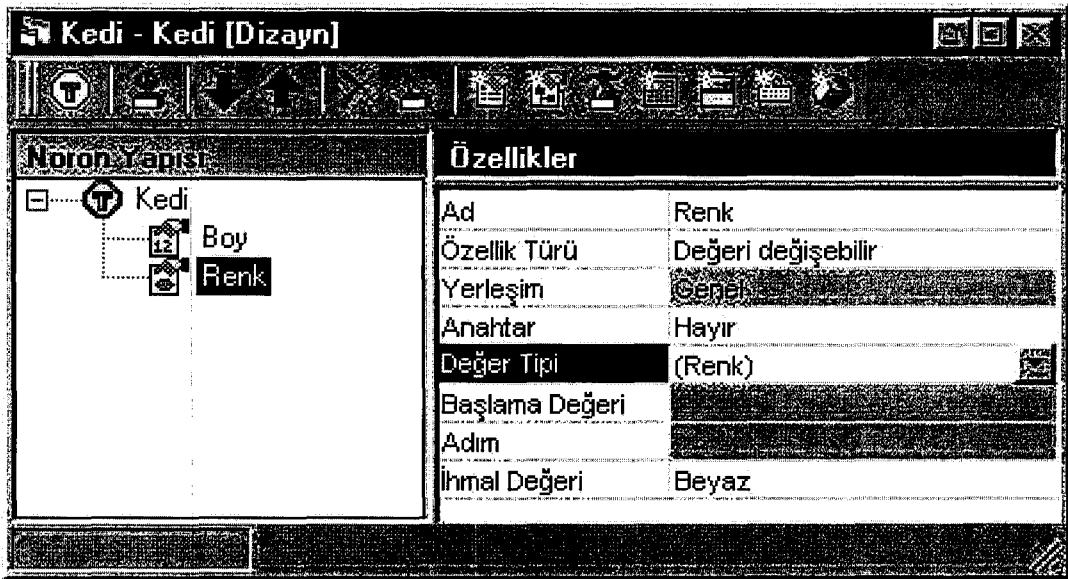 Kedi - Kedi [Dizayn]
Noron Yapısı
Özellikler
Kedi
Boy
Renk
Ad Renk
Özellik Türü Değeri değişebilir
Yerleşim Genel
Anahtar Hayır
Değer Tipi (Renk)
Başlama Değeri
Adım
İhmal Değeri Beyaz